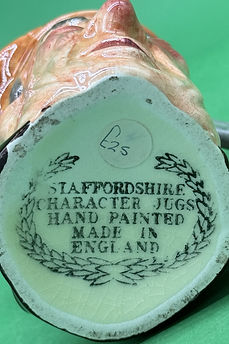 £25
STAFFORDSHIRE
CHARACTER JUGS
HAND PAINTED
MADE IN
ENGLAND